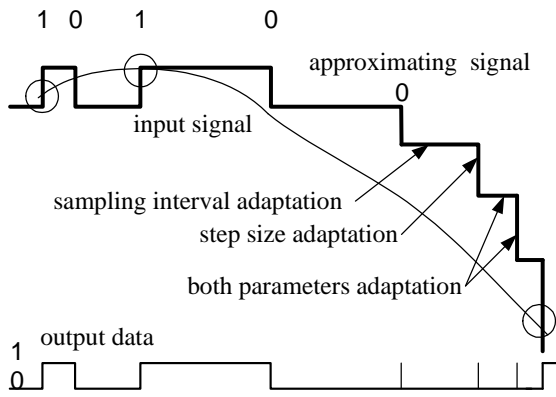 1 0 1 0
approximating signal
0
input signal
sampling interval adaptation
step size adaptation
both parameters adaptation
output data
1
0